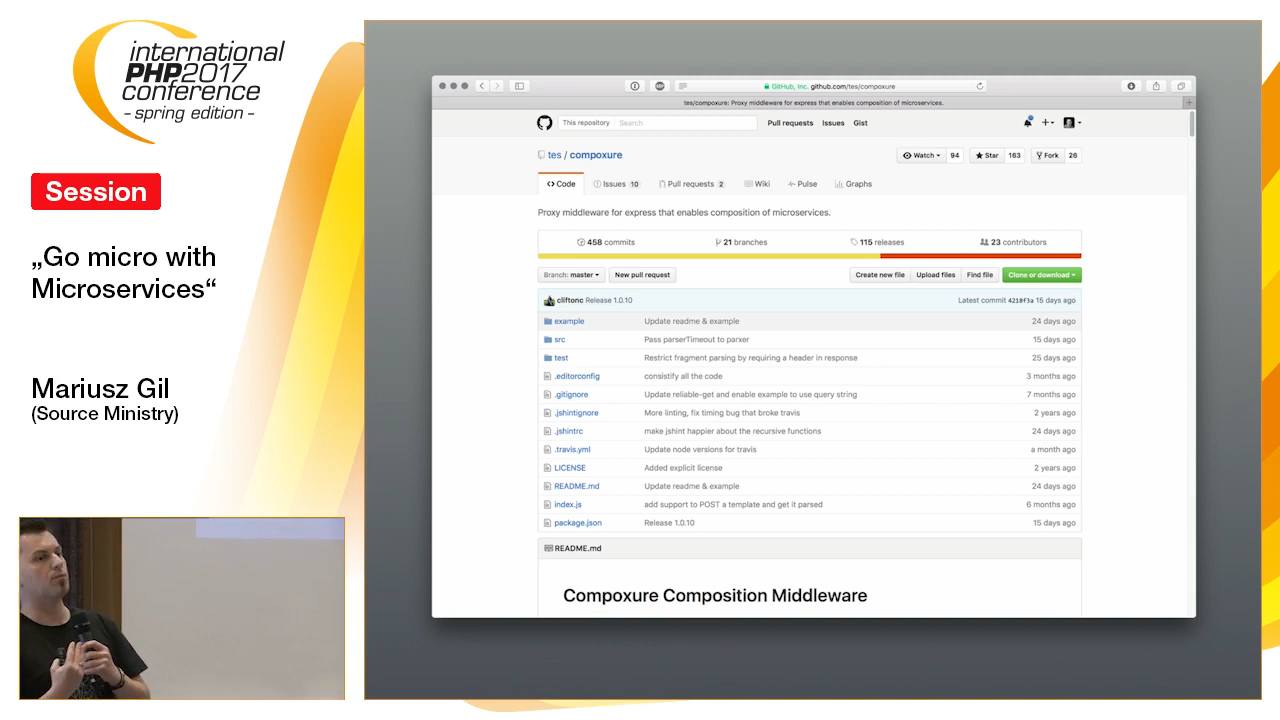 international
PHP2017
conference
- spring edition -
Session
„Go micro with
Microservices“
Mariusz Gil
(Source Ministry)
GitHub, Inc. github.com/tes/compoxure
tes/compoxure: Proxy middleware for express that enables composition of microservices.
This repository Search Pull requests Issues Gist
tes / compoxure Watch 94 Star 163 Fork 26
Code Issues 10 Pull requests 2 Wiki Pulse Graphs
Proxy middleware for express that enables composition of microservices.
458 commits 21 branches 115 releases 23 contributors
Branch: master New pull request Create new file Upload files Find file Clone or download
cliftonc Release 1.0.10 Latest commit 4218f3a 15 days ago
example Update readme & example 24 days ago
src Pass parserTimeout to parxer 15 days ago
test Restrict fragment parsing by requiring a header in response 25 days ago
.editorconfig consistify all the code 3 months ago
.gitignore Update reliable-get and enable example to use query string 7 months ago
.jshintignore More linting, fix timing bug that broke travis 2 years ago
.jshintrc make jshint happier about the recursive functions 24 days ago
.travis.yml Update node versions for travis a month ago
LICENSE Added explicit license 2 years ago
README.md Update readme & example 24 days ago
index.js add support to POST a template and get it parsed 6 months ago
package.json Release 1.0.10 15 days ago
README.md
Compoxure Composition Middleware